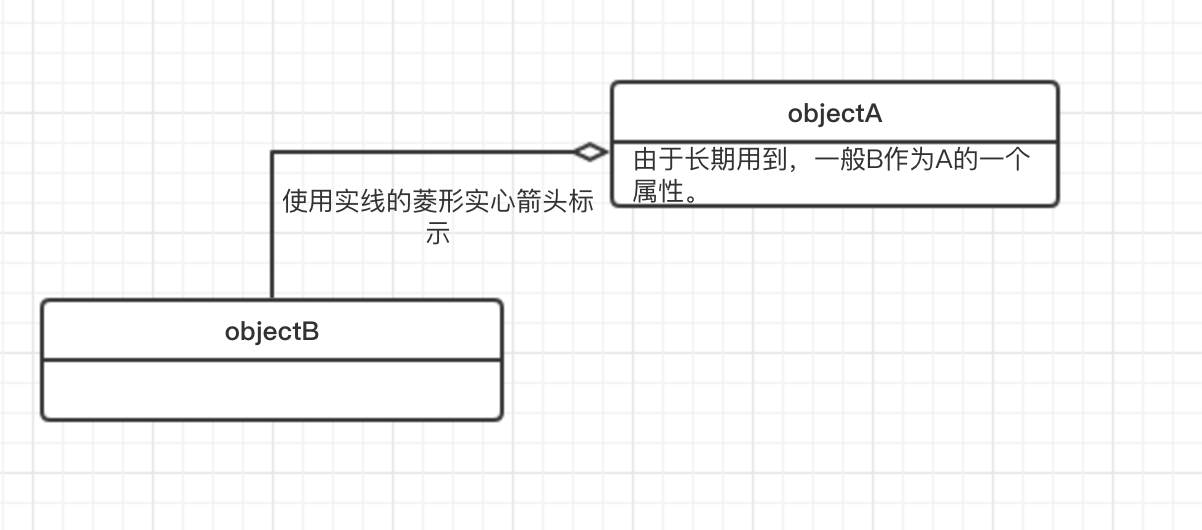 objectA
由于长期用到，一般B作为A的一个
属性。
使用实线的菱形实心箭头标
示
objectB